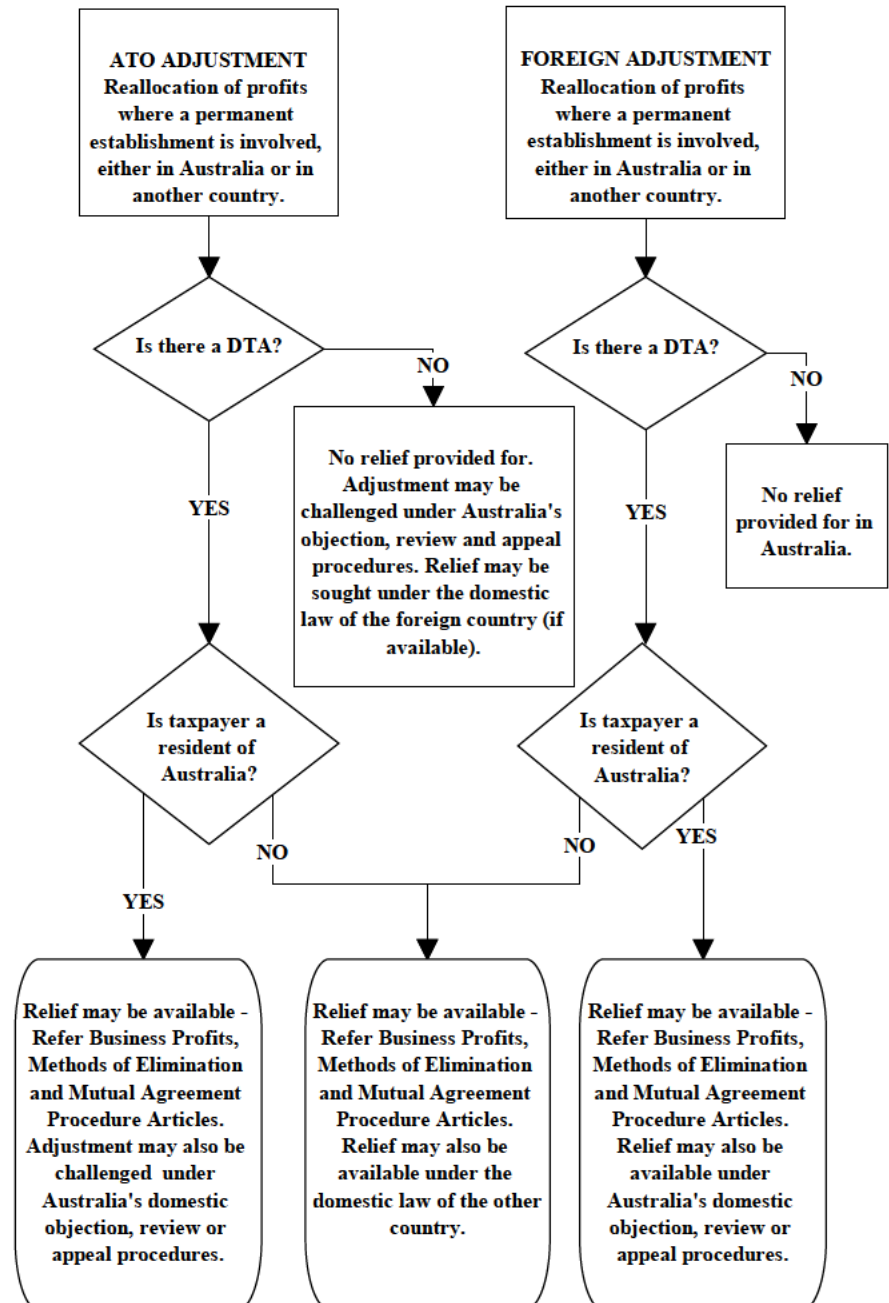 ATO ADJUSTMENT
Reallocation of profits
where a permanent
establishment is involved,
either in Australia or in
another country.
FOREIGN ADJUSTMENT
Reallocation of profits
where a permanent
establishment is involved,
either in Australia or in
another country.
Is there a DTA?
NO
Is there a DTA?
NO
No relief provided for.
Adjustment may be
challenged under Australia's
objection, review and appeal
procedures. Relief may be
sought under the domestic
law of the foreign country (if
available).
No relief
provided for in
Australia.
YES
YES
Is taxpayer a
resident of
Australia?
Is taxpayer a
resident of
Australia?
YES
NO
NO
YES
Relief may be available -
Refer Business Profits,
Methods of Elimination
and Mutual Agreement
Procedure Articles.
Adjustment may also be
challenged under
Australia's domestic
objection, review or
appeal procedures.
Relief may be available -
Refer Business Profits,
Methods of Elimination
and Mutual Agreement
Procedure Articles.
Relief may also be
available under the
domestic law of the other
country.
Relief may be available -
Refer Business Profits,
Methods of Elimination
and Mutual Agreement
Procedure Articles.
Relief may also be
available under
Australia's domestic
objection, review or
appeal procedures.